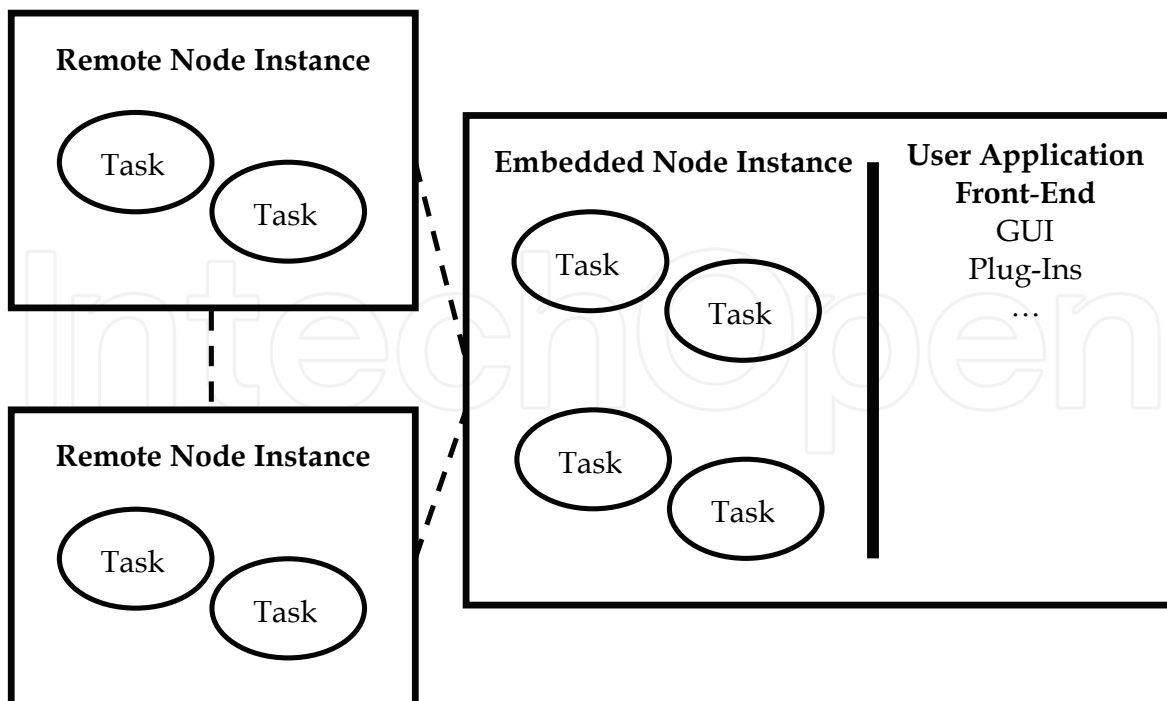 Remote Node Instance
Task
Task
Remote Node Instance
Task
Task
Embedded Node Instance
Task
Task
Task
Task
User Application
Front-End
GUI
Plug-Ins
…
IntechOpen